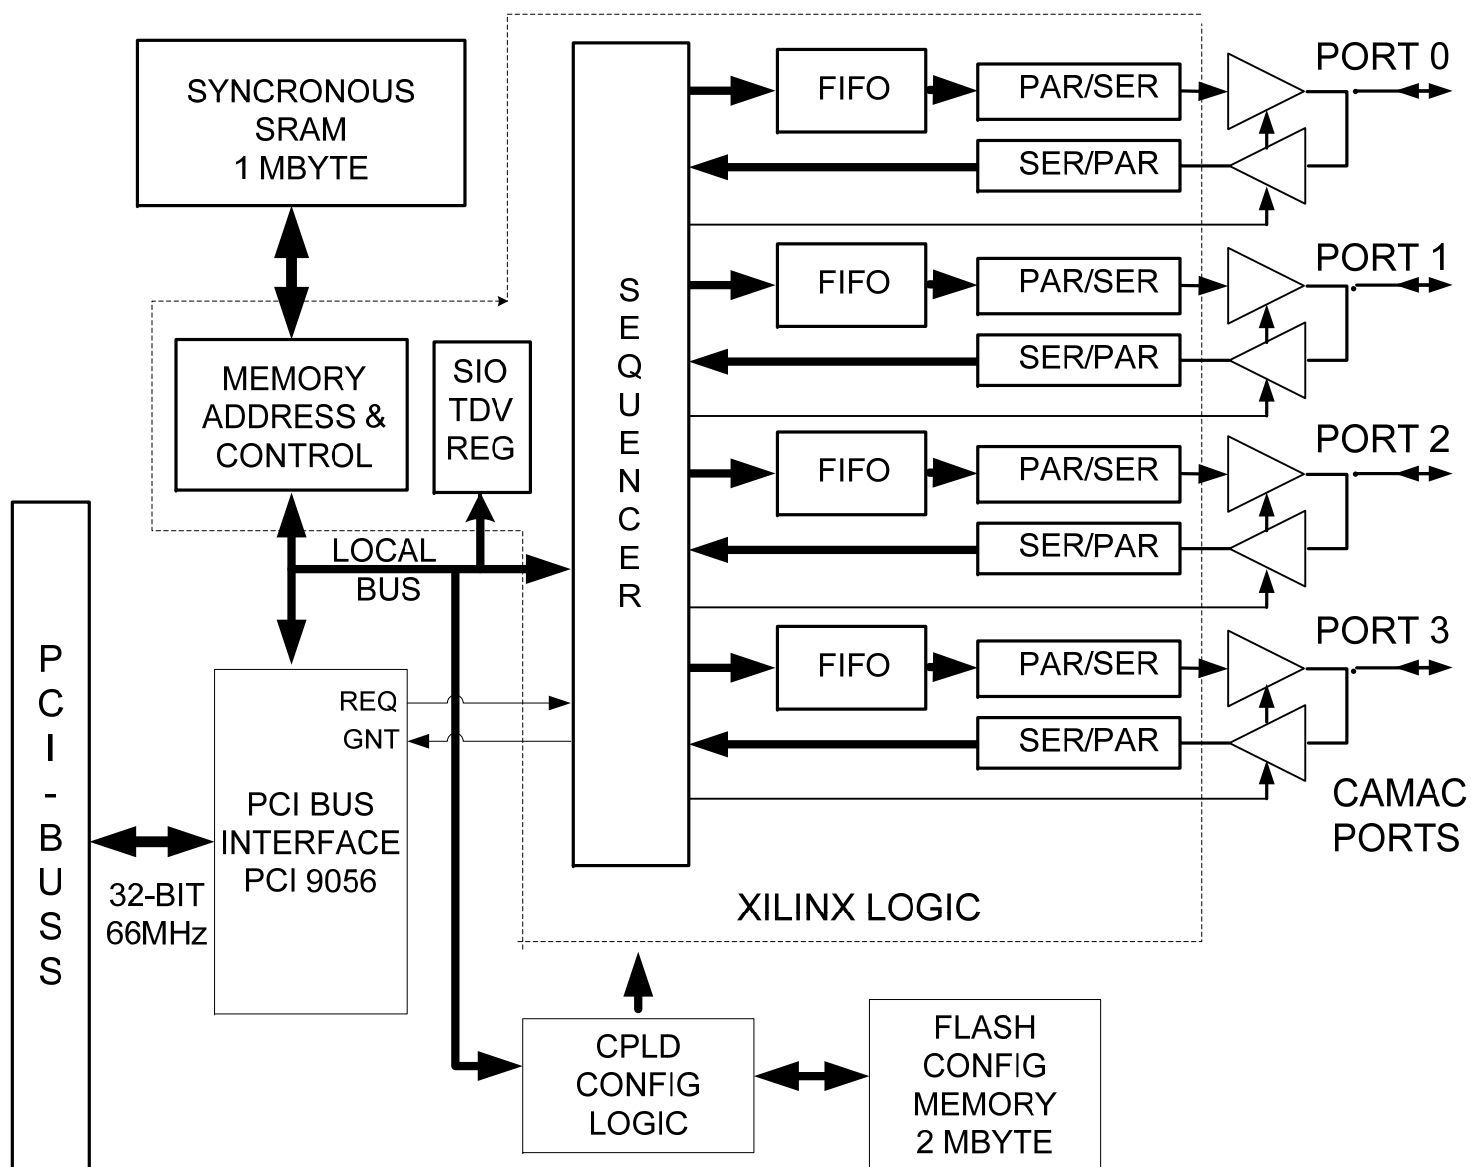 SYNCRONOUS
SRAM
1 MBYTE
MEMORY
ADDRESS &
CONTROL
SIO
TDV
REG
LOCAL
BUS
PCI-BUSS
32-BIT
66MHz
REQ
GNT
PCI BUS
INTERFACE
PCI 9056
SEQUENCER
FIFO
PAR/SER
SER/PAR
PORT 0
FIFO
PAR/SER
SER/PAR
PORT 1
FIFO
PAR/SER
SER/PAR
PORT 2
FIFO
PAR/SER
SER/PAR
PORT 3
CAMAC
PORTS
XILINX LOGIC
CPLD
CONFIG
LOGIC
FLASH
CONFIG
MEMORY
2 MBYTE